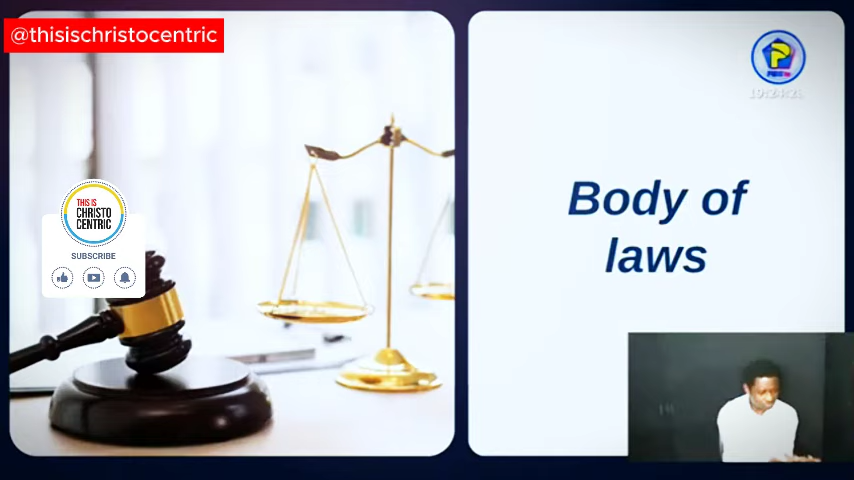 @thisischristocentric
P
Body of
laws
THIS IS
CHRISTO
CENTRIC
SUBSCRIBE